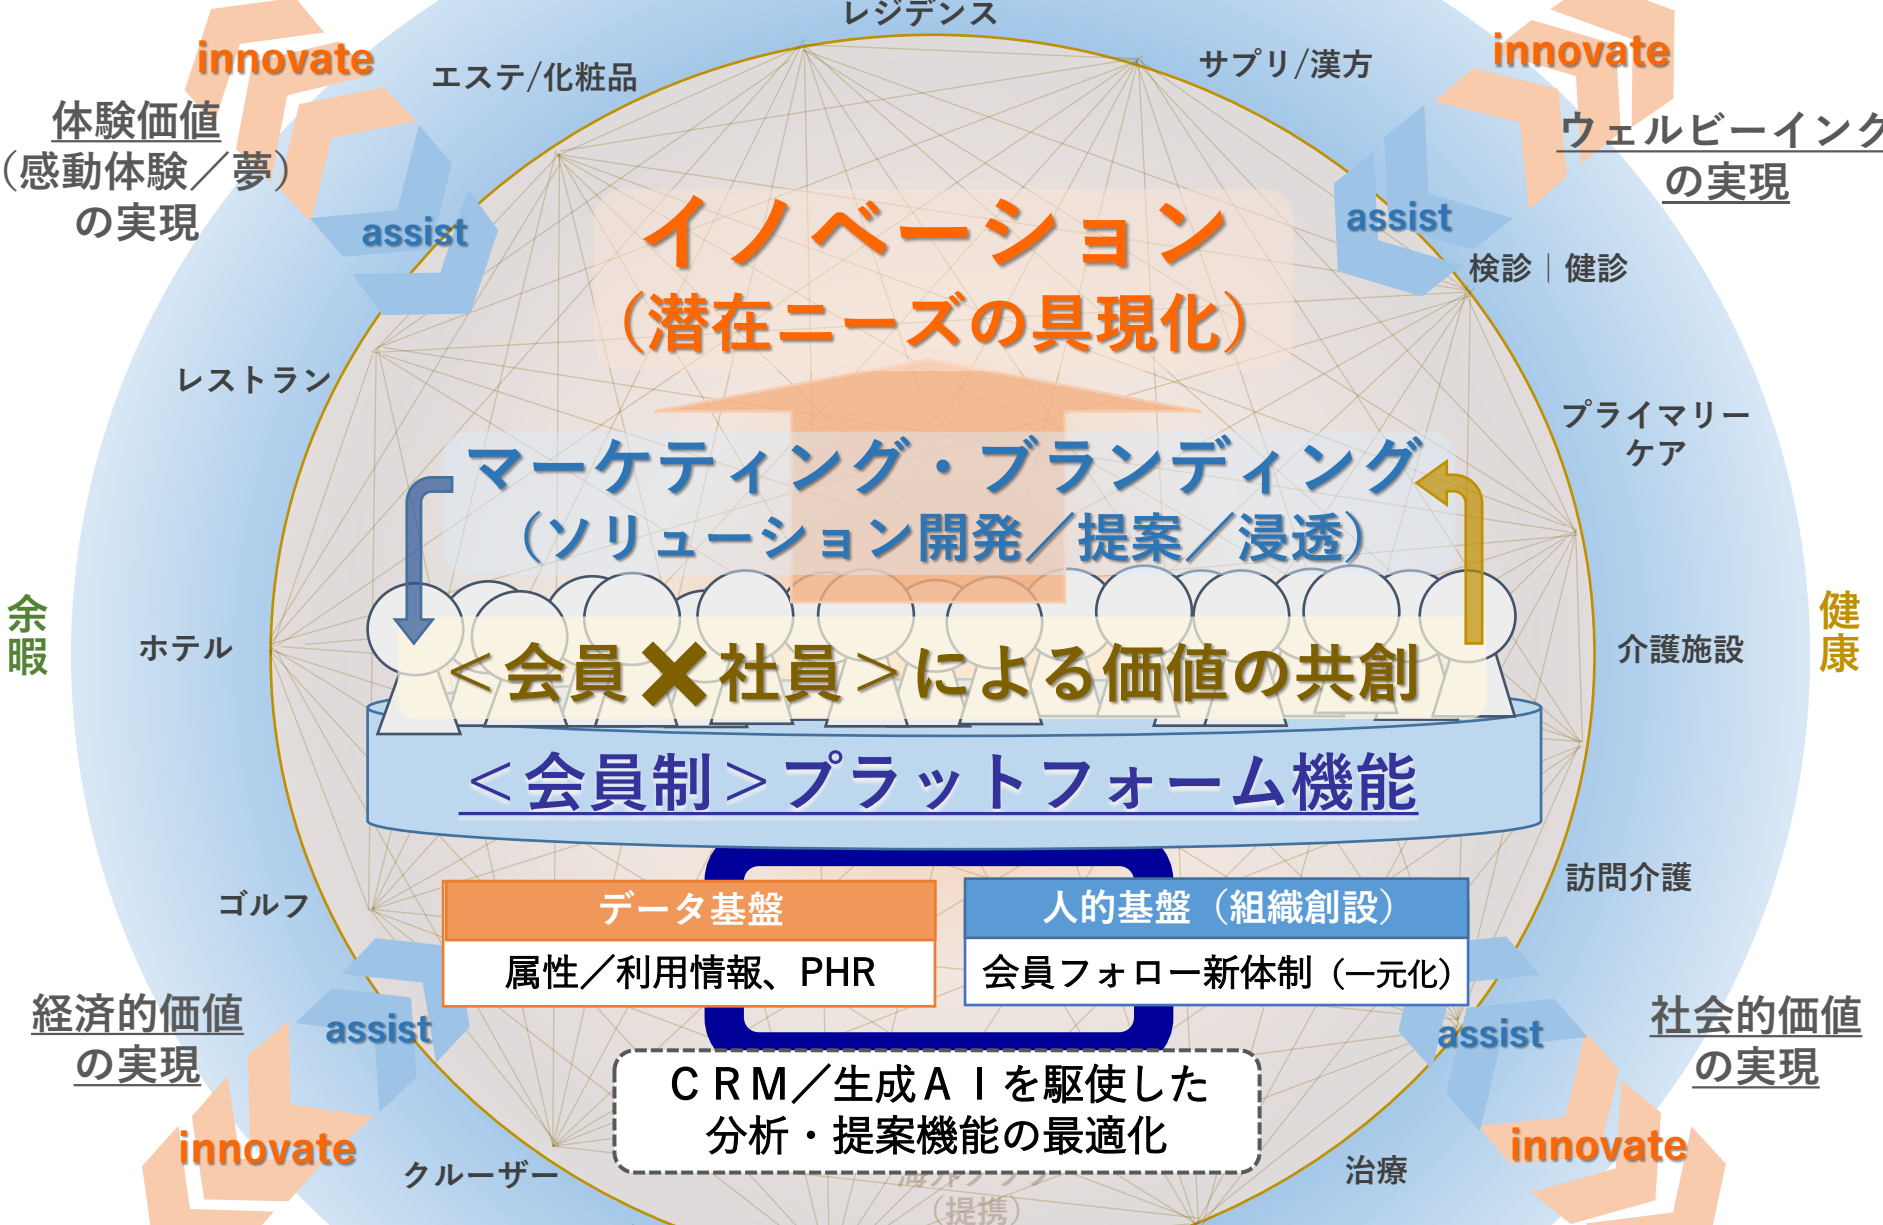 レジデンス
innovate
innovate
エステ/化粧品
サプリ/漢方
体験価値
（感動体験／夢）
の実現
ウェルビーイング
の実現
assist
assist
イノベーション
（潜在ニーズの具現化）
検診｜健診
レストラン
プライマリー
ケア
マーケティング・ブランディング
（ソリューション開発／提案／浸透）
余暇
健康
ホテル
介護施設
＜会員✖社員＞による価値の共創
＜会員制＞プラットフォーム機能
ゴルフ
訪問介護
データ基盤
属性／利用情報、PHR
人的基盤（組織創設）
会員フォロー新体制（一元化）
経済的価値
の実現
社会的価値
の実現
assist
assist
ＣＲＭ／生成ＡＩを駆使した
分析・提案機能の最適化
innovate
innovate
クルーザー
治療
（提携）